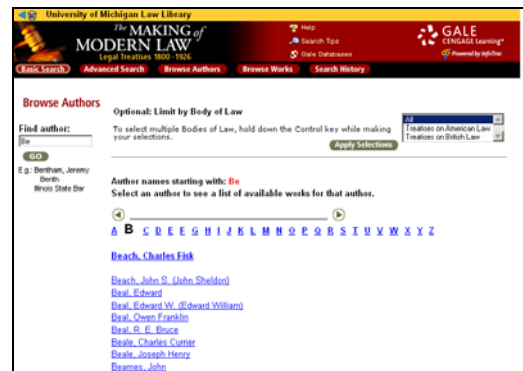 University of Michigan Law Library
The MAKING of
MODERN LAW
Legal Treatises 1800 - 1926
Help
Search Tips
Gale Databases
GALE
CENGAGE Learning
Powered by InfoTrac
Basic Search
Advanced Search
Browse Authors
Browse Works
Search History
Browse Authors
Find author:
Be
GO
E.g.: Bentham, Jeremy
Benth
Illinois State Bar
Optional: Limit by Body of Law
To select multiple Bodies of Law, hold down the Control key while making
your selections.
All
Treatises on American Law
Treatises on British Law
Apply Selections
Author names starting with: Be
Select an author to see a list of available works for that author.
A B C D E F G H I J K L M N O P Q R S T U V W X Y Z
Beach, Charles Fisk
Beach, John S. (John Sheldon)
Beal, Edward
Beal, Edward W. (Edward William)
Beal, Owen Franklin
Beal, R. E. Bruce
Beale, Charles Currier
Beale, Joseph Henry
Beames, John